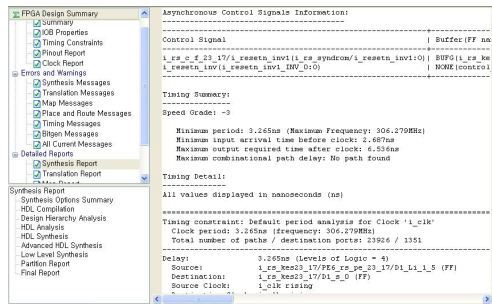 FPGA Design Summary
Summary
IOB Properties
Timing Constraints
Pinout Report
Clock Report
Errors and Warnings
Synthesis Messages
Translation Messages
Map Messages
Place and Route Messages
Timing Messages
Bitgen Messages
All Current Messages
Detailed Reports
Synthesis Report
Translation Report
Synthesis Report
Synthesis Options Summary
HDL Compilation
Design Hierarchy Analysis
HDL Analysis
HDL Synthesis
Advanced HDL Synthesis
Low Level Synthesis
Partition Report
Final Report
Asynchronous Control Signals Information:
----------------------------------------
Control Signal | Buffer(FF na
i_rs_c_f_23_17/i_resetn_inv1(i_rs_syndrom/i_resetn_inv1:O)| BUFG(i_rs_ke
i_resetn_inv(i_resetn_inv1_INV_0:O) | NONE(control
Timing Summary:
---------------
Speed Grade: -3
Minimum period: 3.265ns (Maximum Frequency: 306.279MHz)
Minimum input arrival time before clock: 2.687ns
Maximum output required time after clock: 6.536ns
Maximum combinational path delay: No path found
Timing Detail:
--------------
All values displayed in nanoseconds (ns)
Timing constraint: Default period analysis for Clock 'i_clk'
Clock period: 3.265ns (frequency: 306.279MHz)
Total number of paths / destination ports: 23926 / 1351
Delay: 3.265ns (Levels of Logic = 4)
Source: i_rs_kes23_17/PE6_rs_pe_23_17/D1_Li_1_5 (FF)
Destination: i_rs_kes23_17/D1_s_0 (FF)
Source Clock: i_clk rising